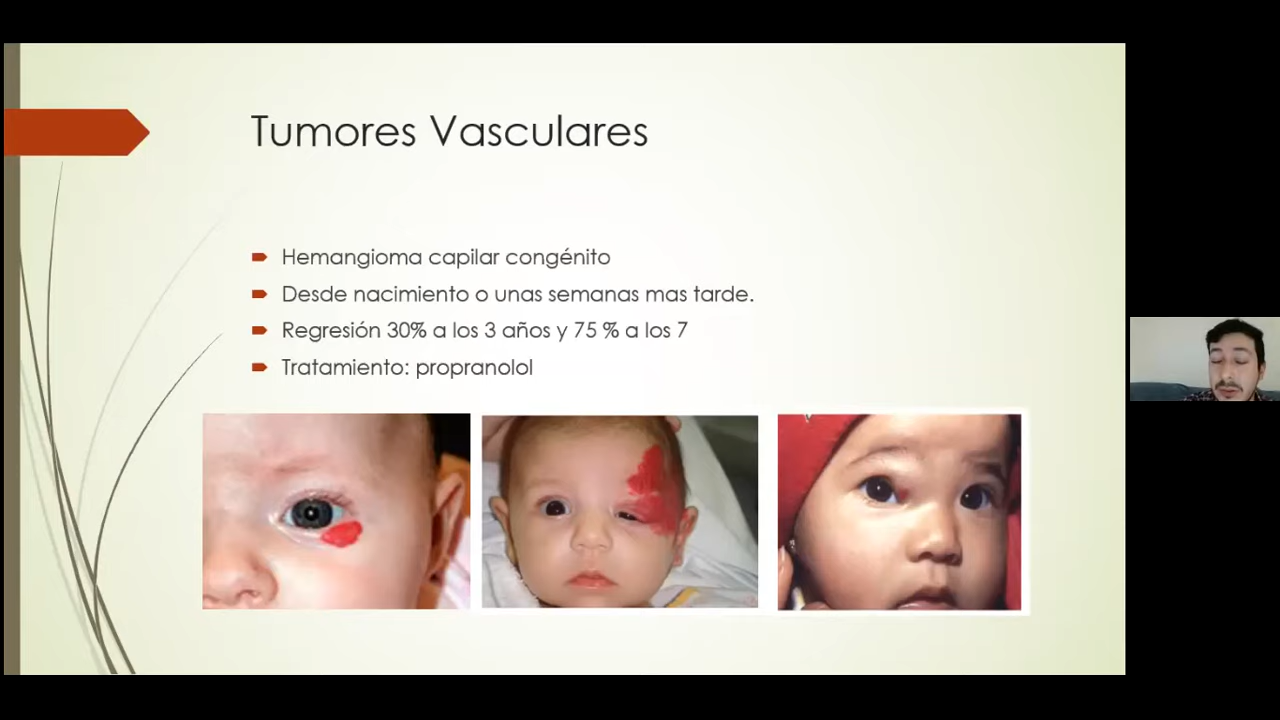 Tumores Vasculares
Hemangioma capilar congénito
Desde nacimiento o unas semanas mas tarde.
Regresión 30% a los 3 años y 75 % a los 7
Tratamiento: propranolol